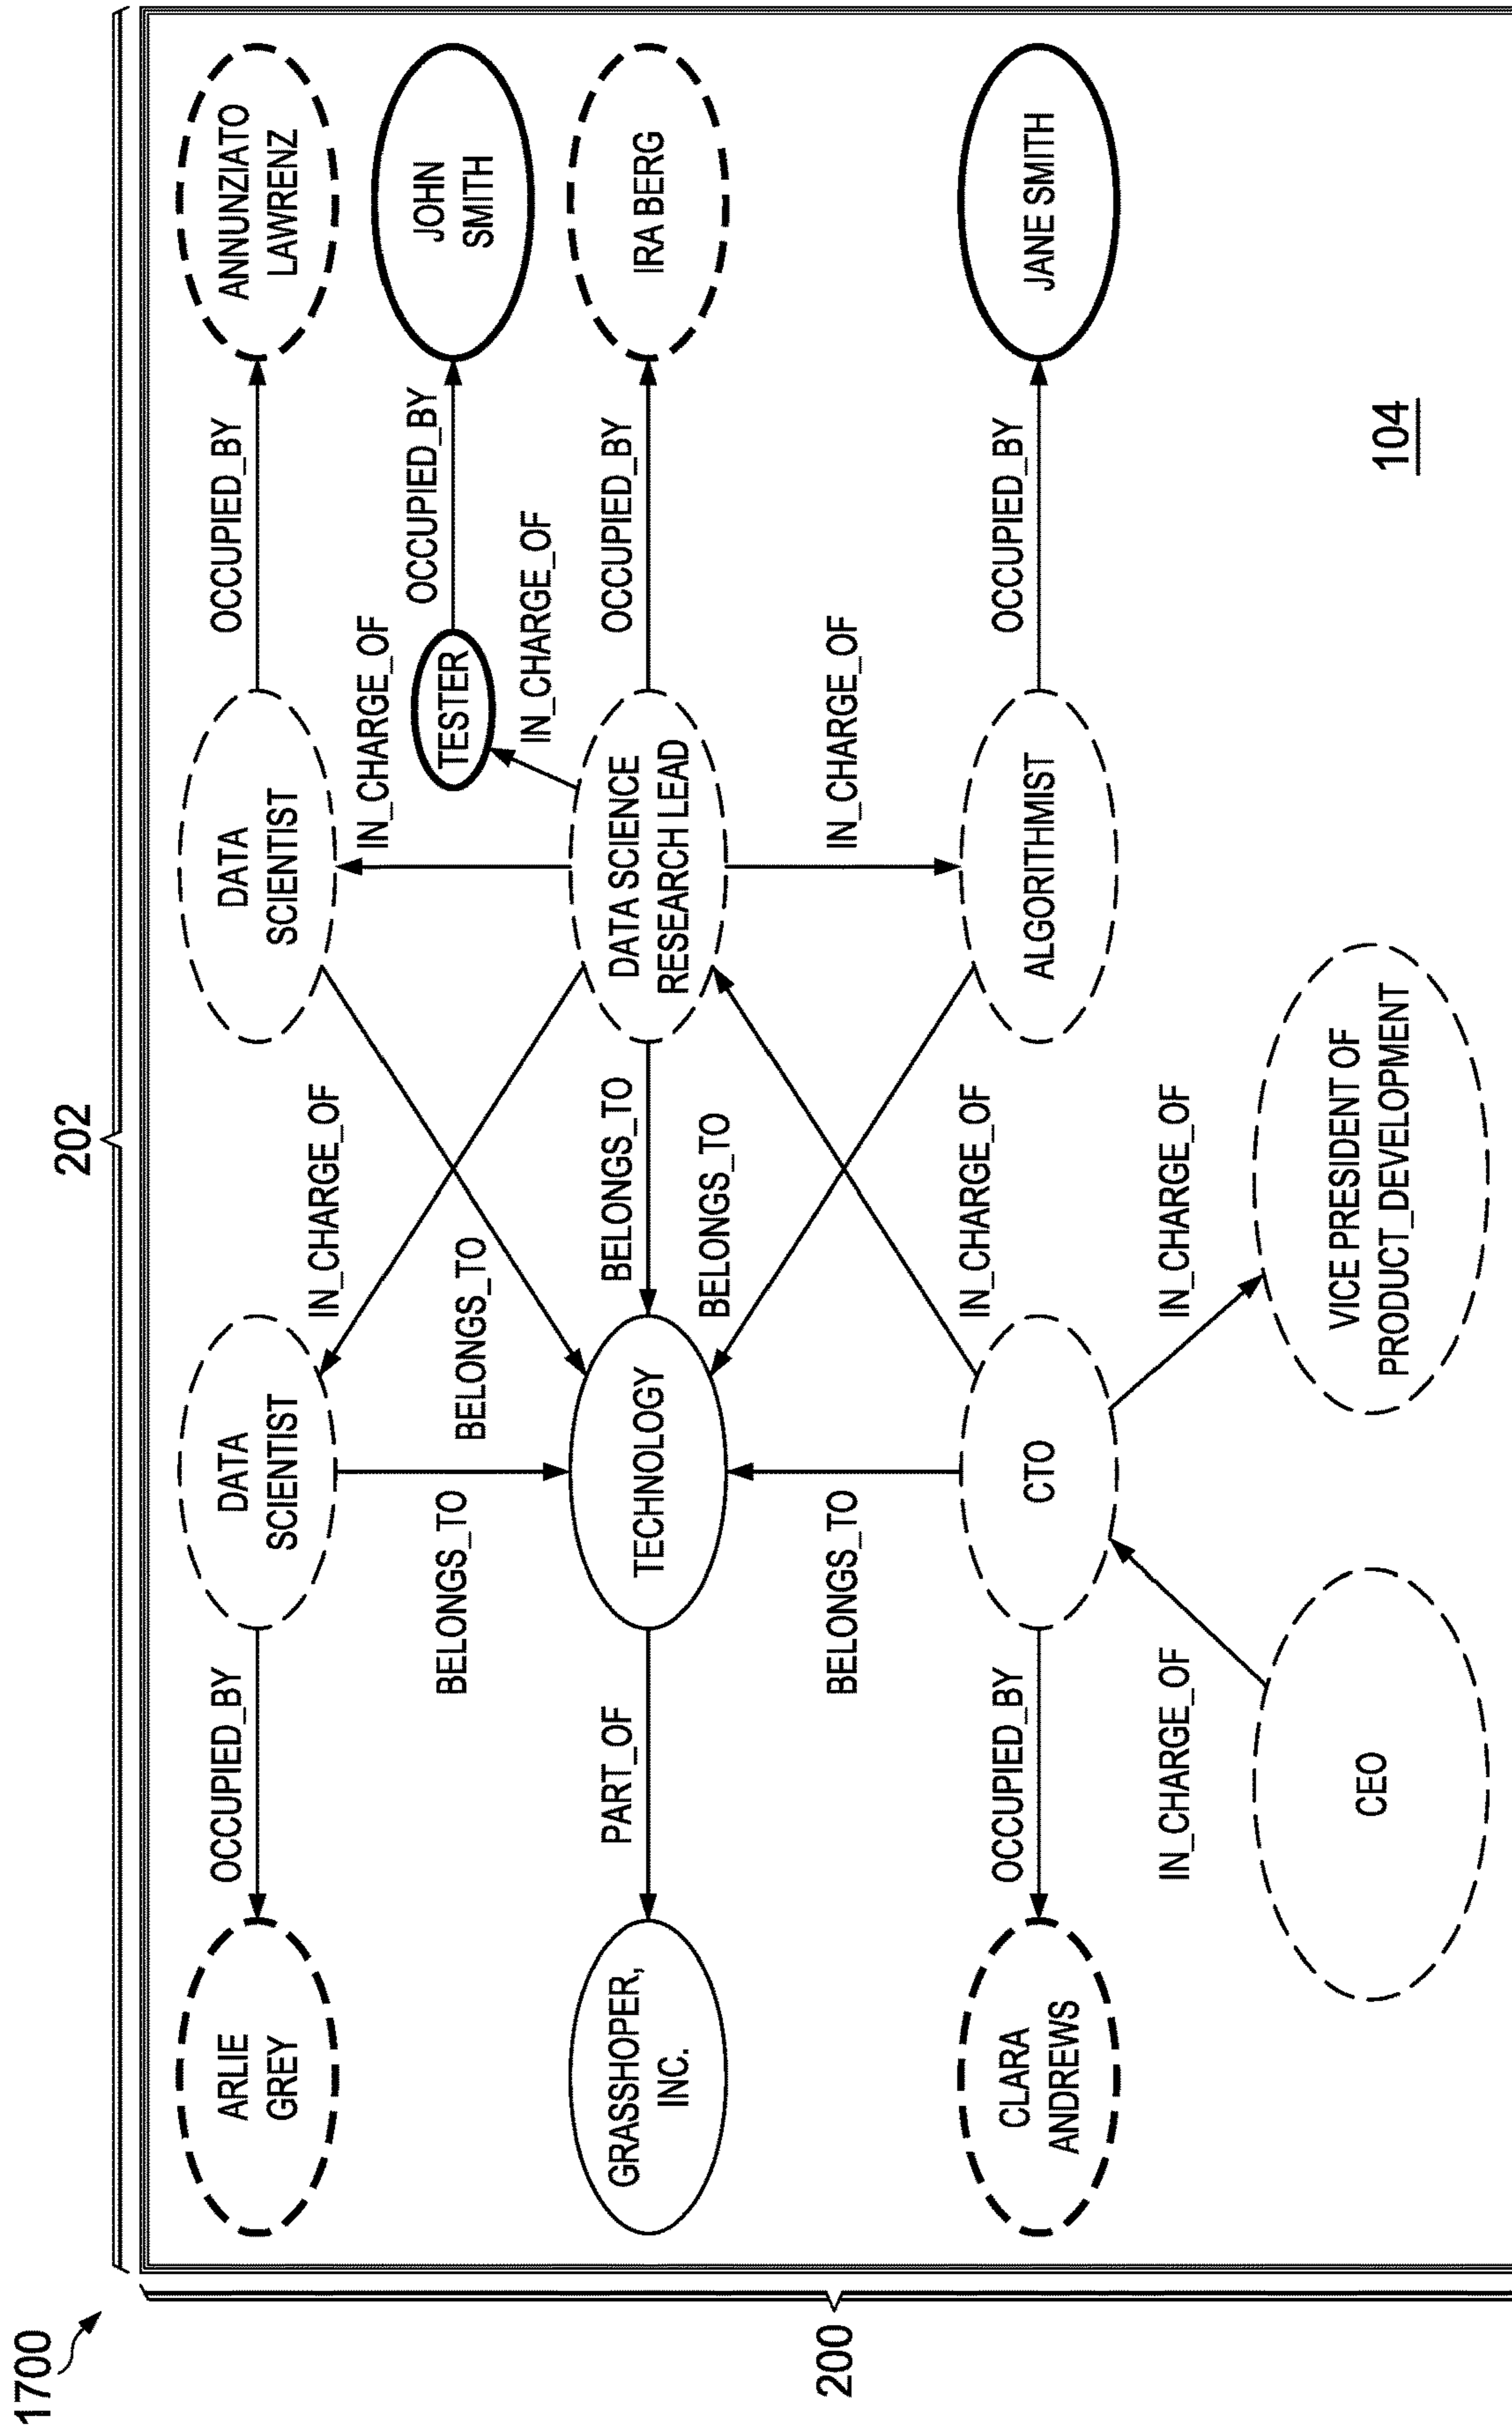 1700
202
200
ARLIE
GREY
OCCUPIED_BY
DATA
SCIENTIST
IN_CHARGE_OF
DATA
SCIENTIST
OCCUPIED_BY
ANNUNZIATO
LAWRENZ
BELONGS_TO
BELONGS_TO
IN_CHARGE_OF
TESTER
OCCUPIED_BY
JOHN
SMITH
IN_CHARGE_OF
GRASSHOPER,
INC.
PART_OF
TECHNOLOGY
BELONGS_TO
DATA SCIENCE
RESEARCH LEAD
OCCUPIED_BY
IRA BERG
BELONGS_TO
BELONGS_TO
IN_CHARGE_OF
CLARA
ANDREWS
OCCUPIED_BY
CTO
IN_CHARGE_OF
ALGORITHMIST
OCCUPIED_BY
JANE SMITH
IN_CHARGE_OF
IN_CHARGE_OF
CEO
VICE PRESIDENT OF
PRODUCT_DEVELOPMENT
104